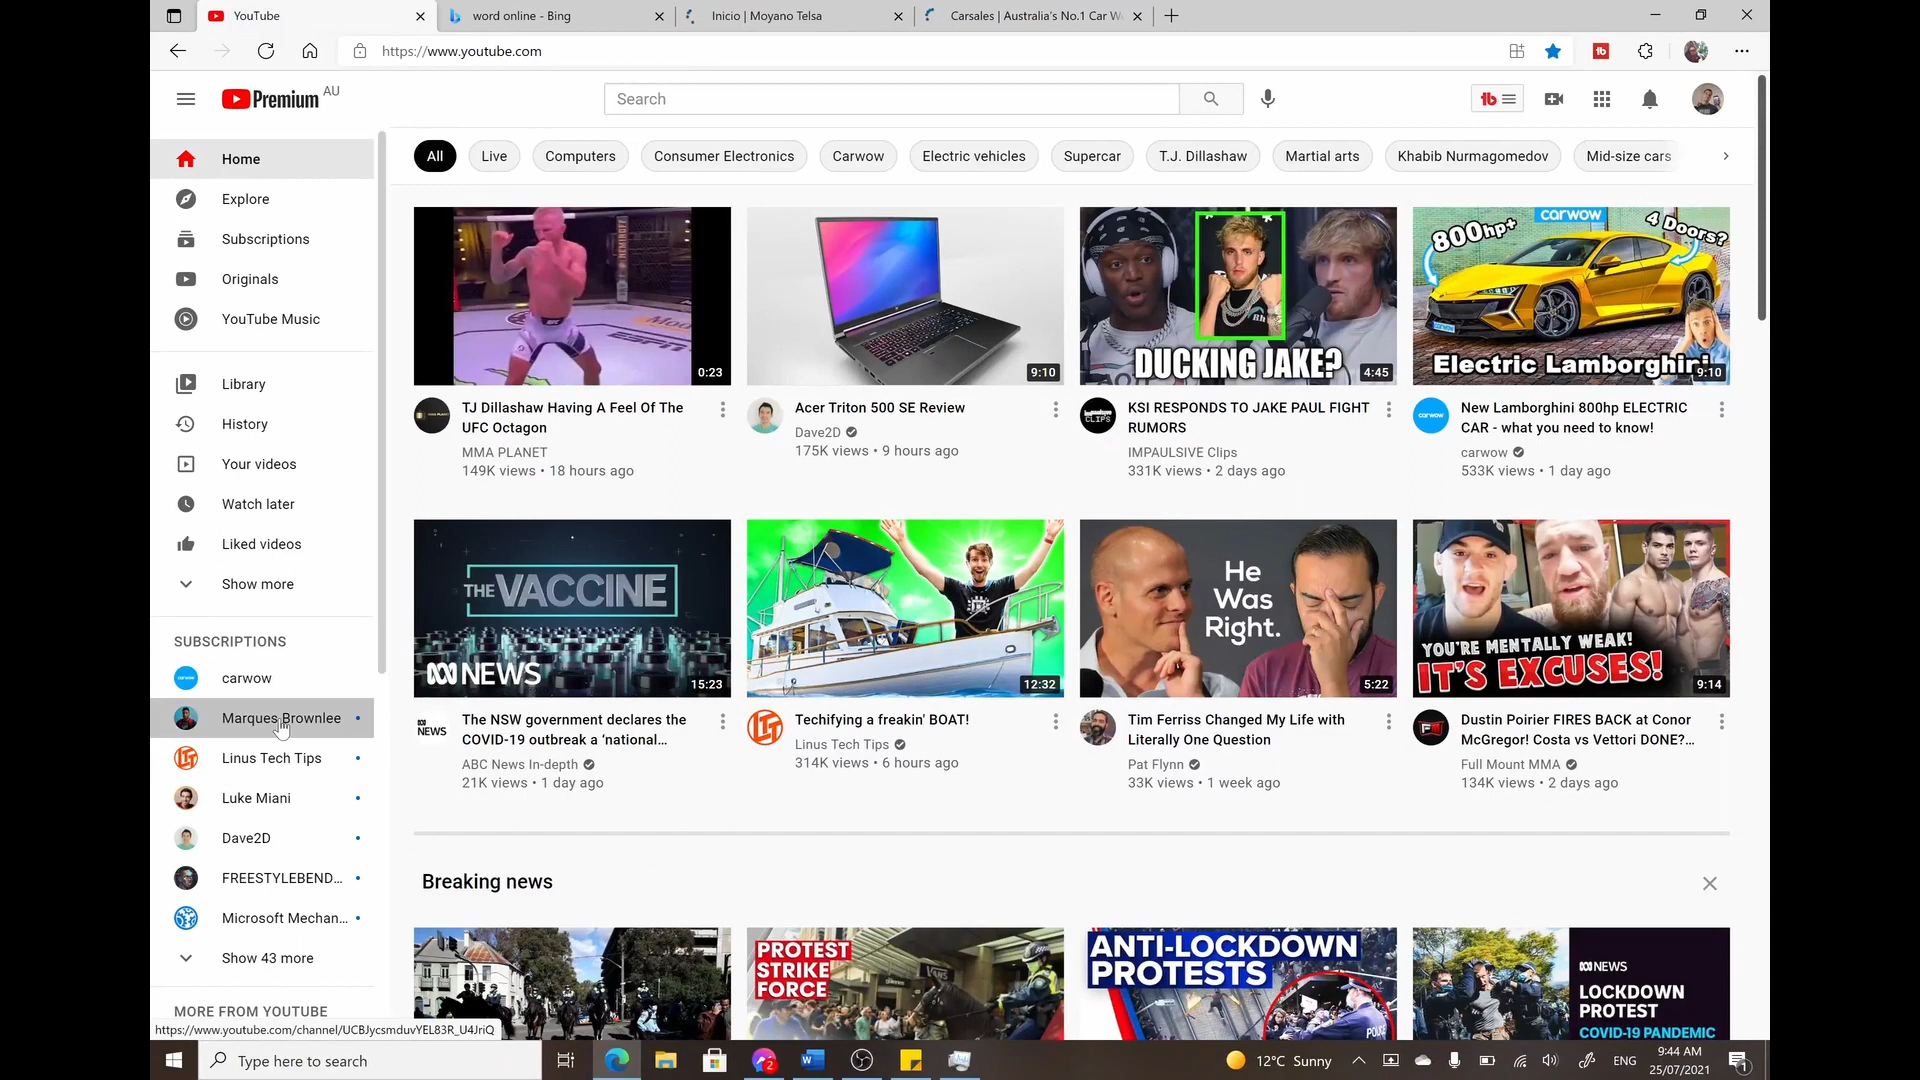 YouTube
word online - Bing
Inicio | Moyano Telsa
Carsales | Australia's No.1 Car W
https://www.youtube.com
Premium AU
Search
Home
Explore
Subscriptions
Originals
YouTube Music
Library
History
Your videos
Watch later
Liked videos
Show more
SUBSCRIPTIONS
carwow
Marques Brownlee
Linus Tech Tips
Luke Miani
Dave2D
FREESTYLEBEND...
Microsoft Mechan...
Show 43 more
MORE FROM YOUTUBE
https://www.youtube.com/channel/UCBJycsmduvYEL83R_U4JriQ
All
Live
Computers
Consumer Electronics
Carwow
Electric vehicles
Supercar
T.J. Dillashaw
Martial arts
Khabib Nurmagomedov
Mid-size cars
0:23
TJ Dillashaw Having A Feel Of The
UFC Octagon
MMA PLANET
149K views • 18 hours ago
9:10
Acer Triton 500 SE Review
Dave2D
175K views • 9 hours ago
DUCKING JAKE?
4:45
KSI RESPONDS TO JAKE PAUL FIGHT
RUMORS
IMPAULSIVE Clips
331K views • 2 days ago
carwow
800hp+
4 Doors?
Electric Lamborghini
9:10
New Lamborghini 800hp ELECTRIC
CAR - what you need to know!
carwow
533K views • 1 day ago
THE VACCINE
NEWS
15:23
NEWS
The NSW government declares the
COVID-19 outbreak a 'national...
ABC News In-depth
21K views • 1 day ago
12:32
Techifying a freakin' BOAT!
Linus Tech Tips
314K views • 6 hours ago
He
Was
Right.
5:22
Tim Ferriss Changed My Life with
Literally One Question
Pat Flynn
33K views • 1 week ago
YOU'RE MENTALLY WEAK!
IT'S EXCUSES!
9:14
Dustin Poirier FIRES BACK at Conor
McGregor! Costa vs Vettori DONE?...
Full Mount MMA
134K views • 2 days ago
Breaking news
PROTEST
STRIKE
FORCE
VANS
ANTI-LOCKDOWN
PROTESTS
NEWS
LOCKDOWN
PROTEST
COVID-19 PANDEMIC
Type here to search
2
12°C Sunny
ENG
9:44 AM
25/07/2021
1